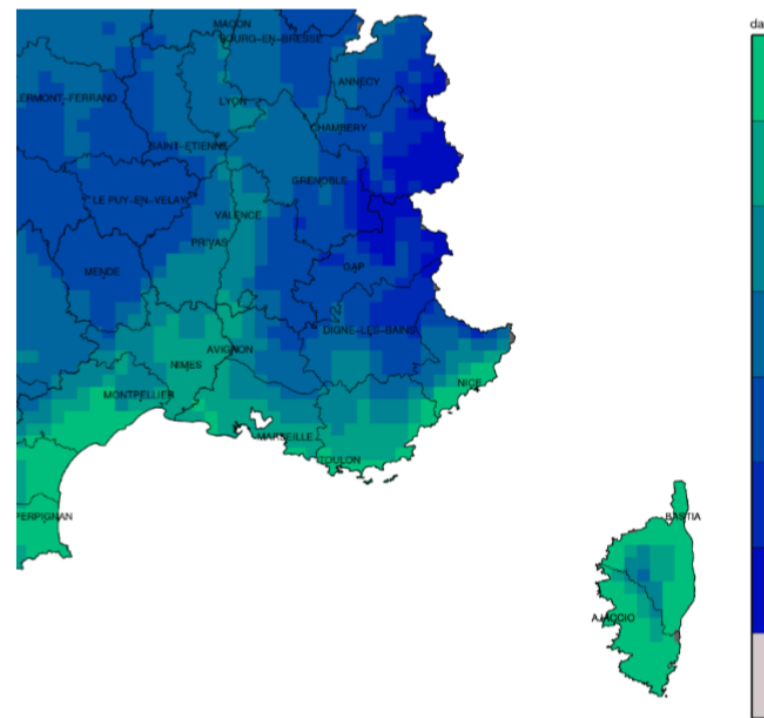 MACON
da
BOURG-EN-BRESSE
ANNECY
LERMONT-FERRAND
LYON
CHAMBERY
SAINT-ETIENNE
GRENOBLE
LE PUY-EN-VELAY
VALENCE
PRIVAS
GAP
MENDE
DIGNE-LES-BAINS
AVIGNON
NIMES
NICE
MONTPELLIER
MARSEILLE
TOULON
PERPIGNAN
BASTIA
AJACCIO